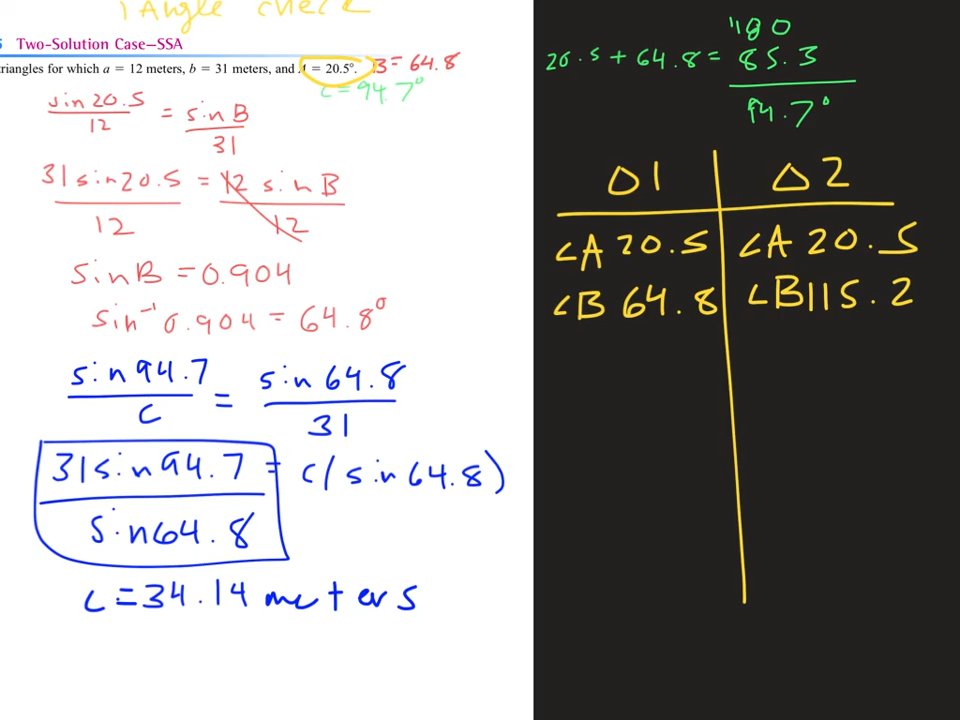 1 Angle check
6 Two-Solution Case—SSA
triangles for which a = 12 meters, b = 31 meters, and A = 20.5°. B = 64.8
C = 94.7°
sin 20.5 / 12 = sin B / 31
31 sin 20.5 / 12 = 12 sin B / 12
sin B = 0.904
sin⁻¹ 0.904 = 64.8°
sin 94.7 / c = sin 64.8 / 31
31 sin 94.7 / sin 64.8 = c (sin 64.8)
c = 34.14 meters
180
20.5 + 64.8 = 85.3
94.7°
△1 △2
∠A 20.5 ∠A 20.5
∠B 64.8 ∠B 115.2